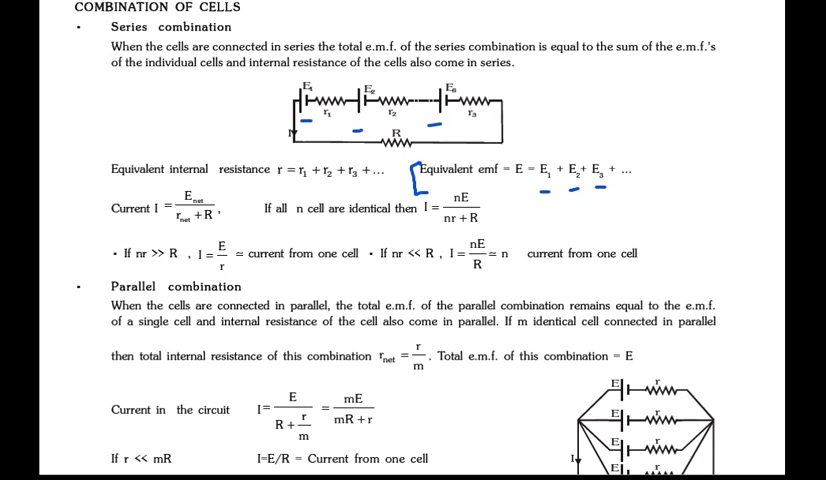 COMBINATION OF CELLS
• Series combination
When the cells are connected in series the total e.m.f. of the series combination is equal to the sum of the e.m.f.'s
of the individual cells and internal resistance of the cells also come in series.
E₁ E₂ E₃
r₁ r₂ r₃
I R
Equivalent internal resistance r = r₁ + r₂ + r₃ + ... Equivalent emf = E = E₁ + E₂ + E₃ + ...
Current I = E_net / (r_net + R) , If all n cell are identical then I = nE / (nr + R)
• If nr >> R , I = E/r ≃ current from one cell • If nr << R , I = nE/R ≃ n current from one cell
• Parallel combination
When the cells are connected in parallel, the total e.m.f. of the parallel combination remains equal to the e.m.f.
of a single cell and internal resistance of the cell also come in parallel. If m identical cell connected in parallel
then total internal resistance of this combination r_net = r/m . Total e.m.f. of this combination = E
E r
Current in the circuit I = E / (R + r/m) = mE / (mR + r)
E r
E r
If r << mR I=E/R = Current from one cell
I
E r